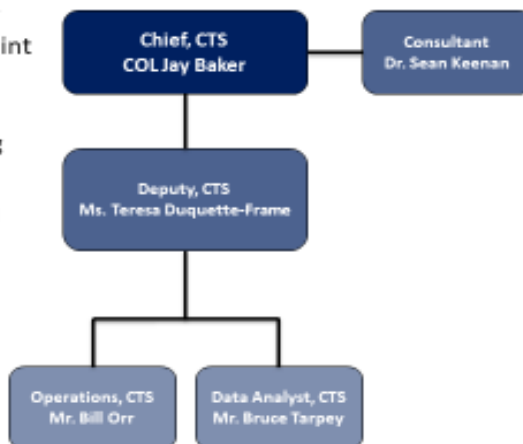 int
Chief, CTS
COL Jay Baker
Consultant
Dr. Sean Keenan
g
Deputy, CTS
Ms. Teresa Duquette-Frame
Operations, CTS
Mr. Bill Orr
Data Analyst, CTS
Mr. Bruce Tarpey